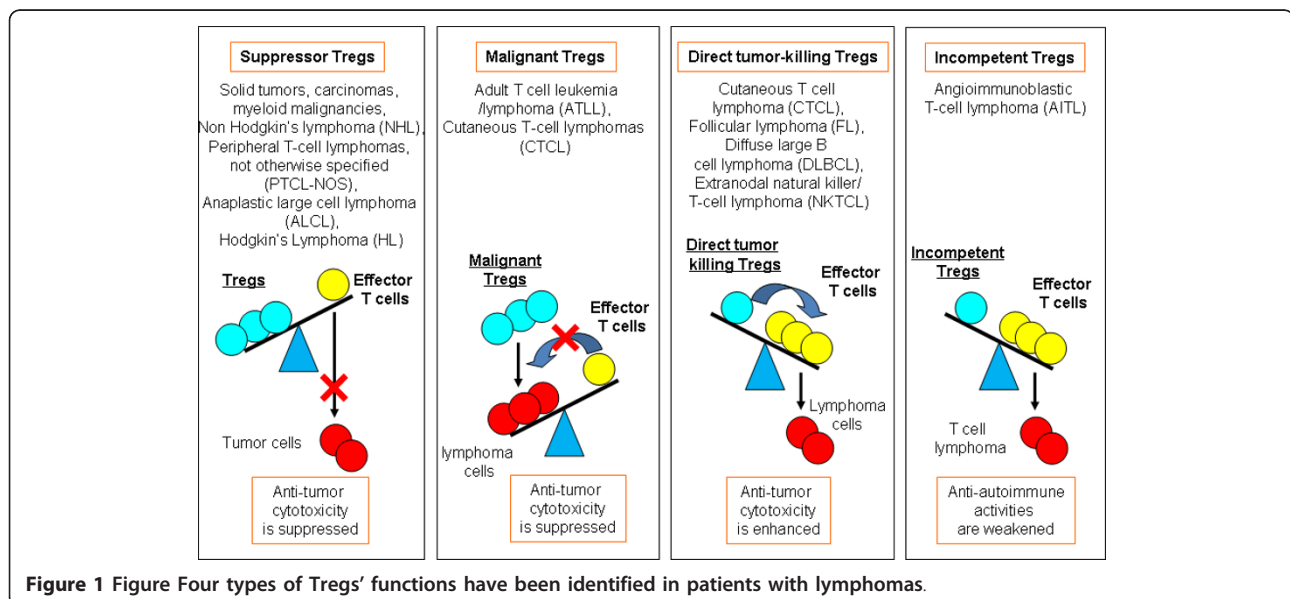 Suppressor Tregs
Solid tumors, carcinomas,
myeloid malignancies,
Non Hodgkin's lymphoma (NHL),
Peripheral T-cell lymphomas,
not otherwise specified
(PTCL-NOS),
Anaplastic large cell lymphoma
(ALCL),
Hodgkin's Lymphoma (HL)
Tregs
Effector
T cells
Tumor cells
Anti-tumor
cytotoxicity
is suppressed
Malignant Tregs
Adult T cell leukemia
/lymphoma (ATLL),
Cutaneous T-cell lymphomas
(CTCL)
Malignant
Tregs
Effector
T cells
lymphoma
cells
Anti-tumor
cytotoxicity
is suppressed
Direct tumor-killing Tregs
Cutaneous T cell
lymphoma (CTCL),
Follicular lymphoma (FL),
Diffuse large B
cell lymphoma (DLBCL),
Extranodal natural killer/
T-cell lymphoma (NKTCL)
Direct tumor
killing Tregs
Effector
T cells
Lymphoma
cells
Anti-tumor
cytotoxicity
is enhanced
Incompetent Tregs
Angioimmunoblastic
T-cell lymphoma (AITL)
Incompetent
Tregs
Effector
T cells
T cell
lymphoma
Anti-autoimmune
activities
are weakened
Figure 1 Figure Four types of Tregs' functions have been identified in patients with lymphomas.